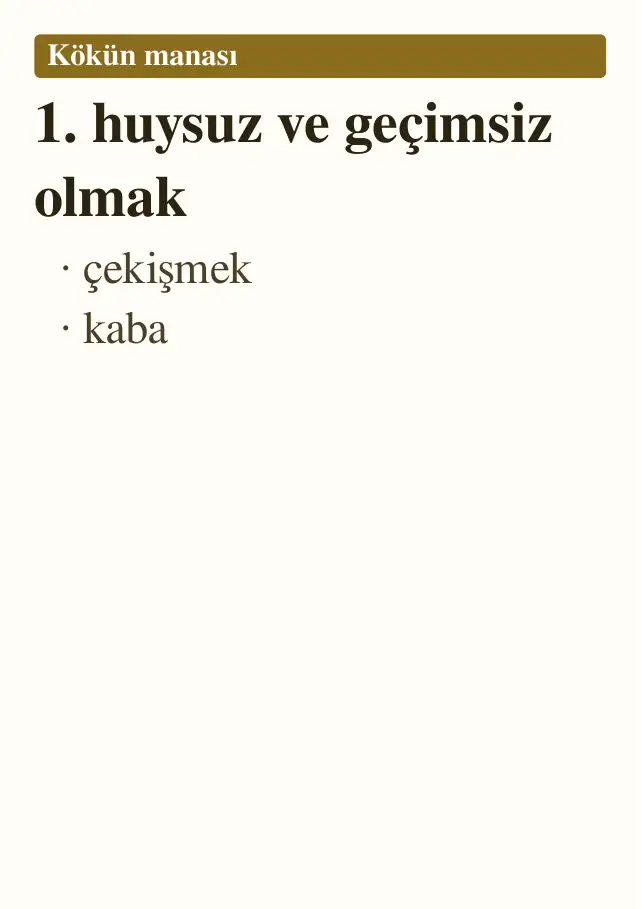 Kökün manası
1. huysuz ve geçimsiz
olmak
· çekişmek
· kaba